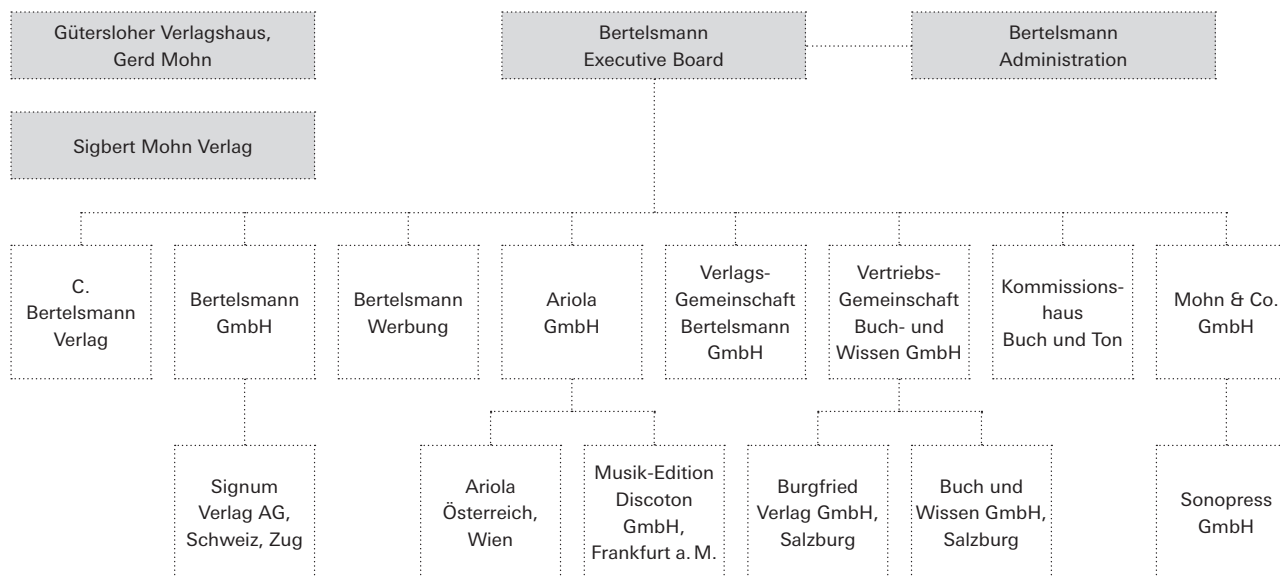 Gütersloher Verlagshaus,
Gerd Mohn
Bertelsmann
Executive Board
Bertelsmann
Administration
Sigbert Mohn Verlag
C.
Bertelsmann
Verlag
Bertelsmann
GmbH
Bertelsmann
Werbung
Ariola
GmbH
Verlags-
Gemeinschaft
Bertelsmann
GmbH
Vertriebs-
Gemeinschaft
Buch- und
Wissen GmbH
Kommissions-
haus
Buch und Ton
Mohn & Co.
GmbH
Signum
Verlag AG,
Schweiz, Zug
Ariola
Österreich,
Wien
Musik-Edition
Discoton
GmbH,
Frankfurt a. M.
Burgfried
Verlag GmbH,
Salzburg
Buch und
Wissen GmbH,
Salzburg
Sonopress
GmbH